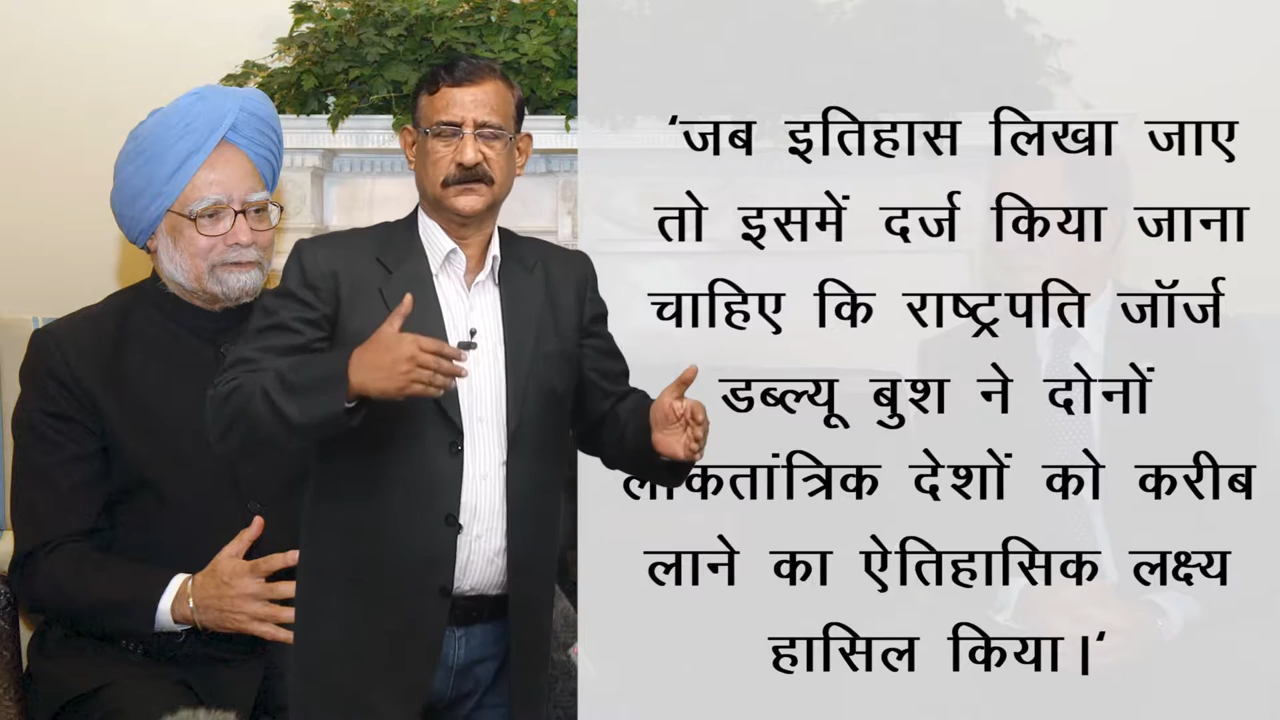 ‘जब इतिहास लिखा जाए
तो इसमें दर्ज किया जाना
चाहिए कि राष्ट्रपति जॉर्ज
डब्ल्यू बुश ने दोनों
लोकतांत्रिक देशों को करीब
लाने का ऐतिहासिक लक्ष्य
हासिल किया।‘